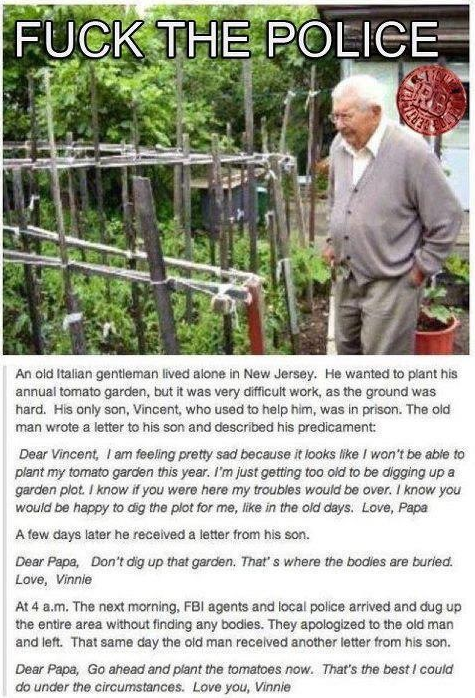 FUCK THE POLICE
An old Italian gentleman lived alone in New Jersey.  He wanted to plant his
annual tomato garden, but it was very difficult work, as the ground was
hard.  His only son, Vincent, who used to help him, was in prison. The old
man wrote a letter to his son and described his predicament:
Dear Vincent,  I am feeling pretty sad because it looks like I won't be able to
plant my tomato garden this year. I'm just getting too old to be digging up a
garden plot. I know if you were here my troubles would be over. I know you
would be happy to dig the plot for me, like in the old days.  Love, Papa
A few days later he received a letter from his son.
Dear Papa,   Don't dig up that garden. That' s where the bodies are buried.
Love,  Vinnie
At 4 a.m. The next morning, FBI agents and local police arrived and dug up
the entire area without finding any bodies. They apologized to the old man
and left.  That same day the old man received another letter from his son.
Dear Papa,  Go ahead and plant the tomatoes now.  That's the best I could
do under the circumstances.  Love you, Vinnie